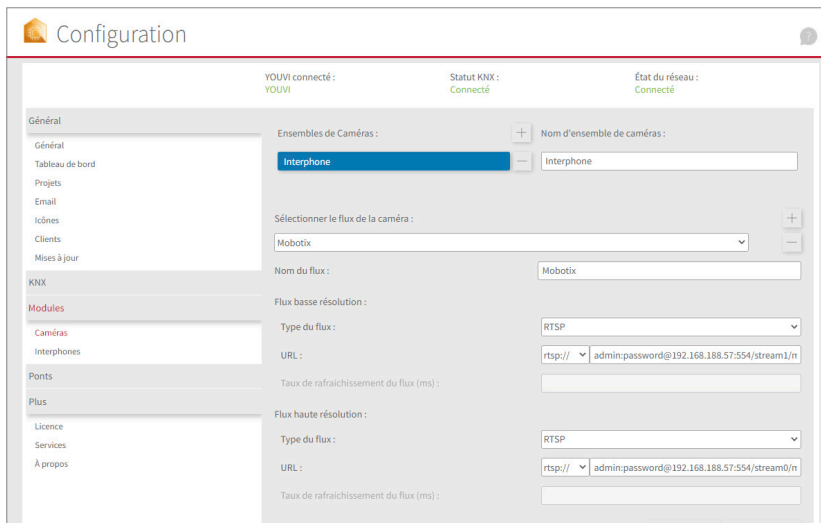 Configuration
?
YOUVI connecté :
YOUVI
Statut KNX :
Connecté
État du réseau :
Connecté
Général
Général
Tableau de bord
Projets
Email
Icônes
Clients
Mises à jour
KNX
Modules
Caméras
Interphones
Ponts
Plus
Licence
Services
À propos
Ensembles de Caméras :
Nom d'ensemble de caméras :
Interphone
Interphone
Sélectionner le flux de la caméra :
Mobotix
Nom du flux :
Mobotix
Flux basse résolution :
Type du flux :
RTSP
URL :
rtsp://
admin:password@192.168.188.57:554/stream1/m
Taux de rafraichissement du flux (ms) :
Flux haute résolution :
Type du flux :
RTSP
URL :
rtsp://
admin:password@192.168.188.57:554/stream0/m
Taux de rafraichissement du flux (ms) :